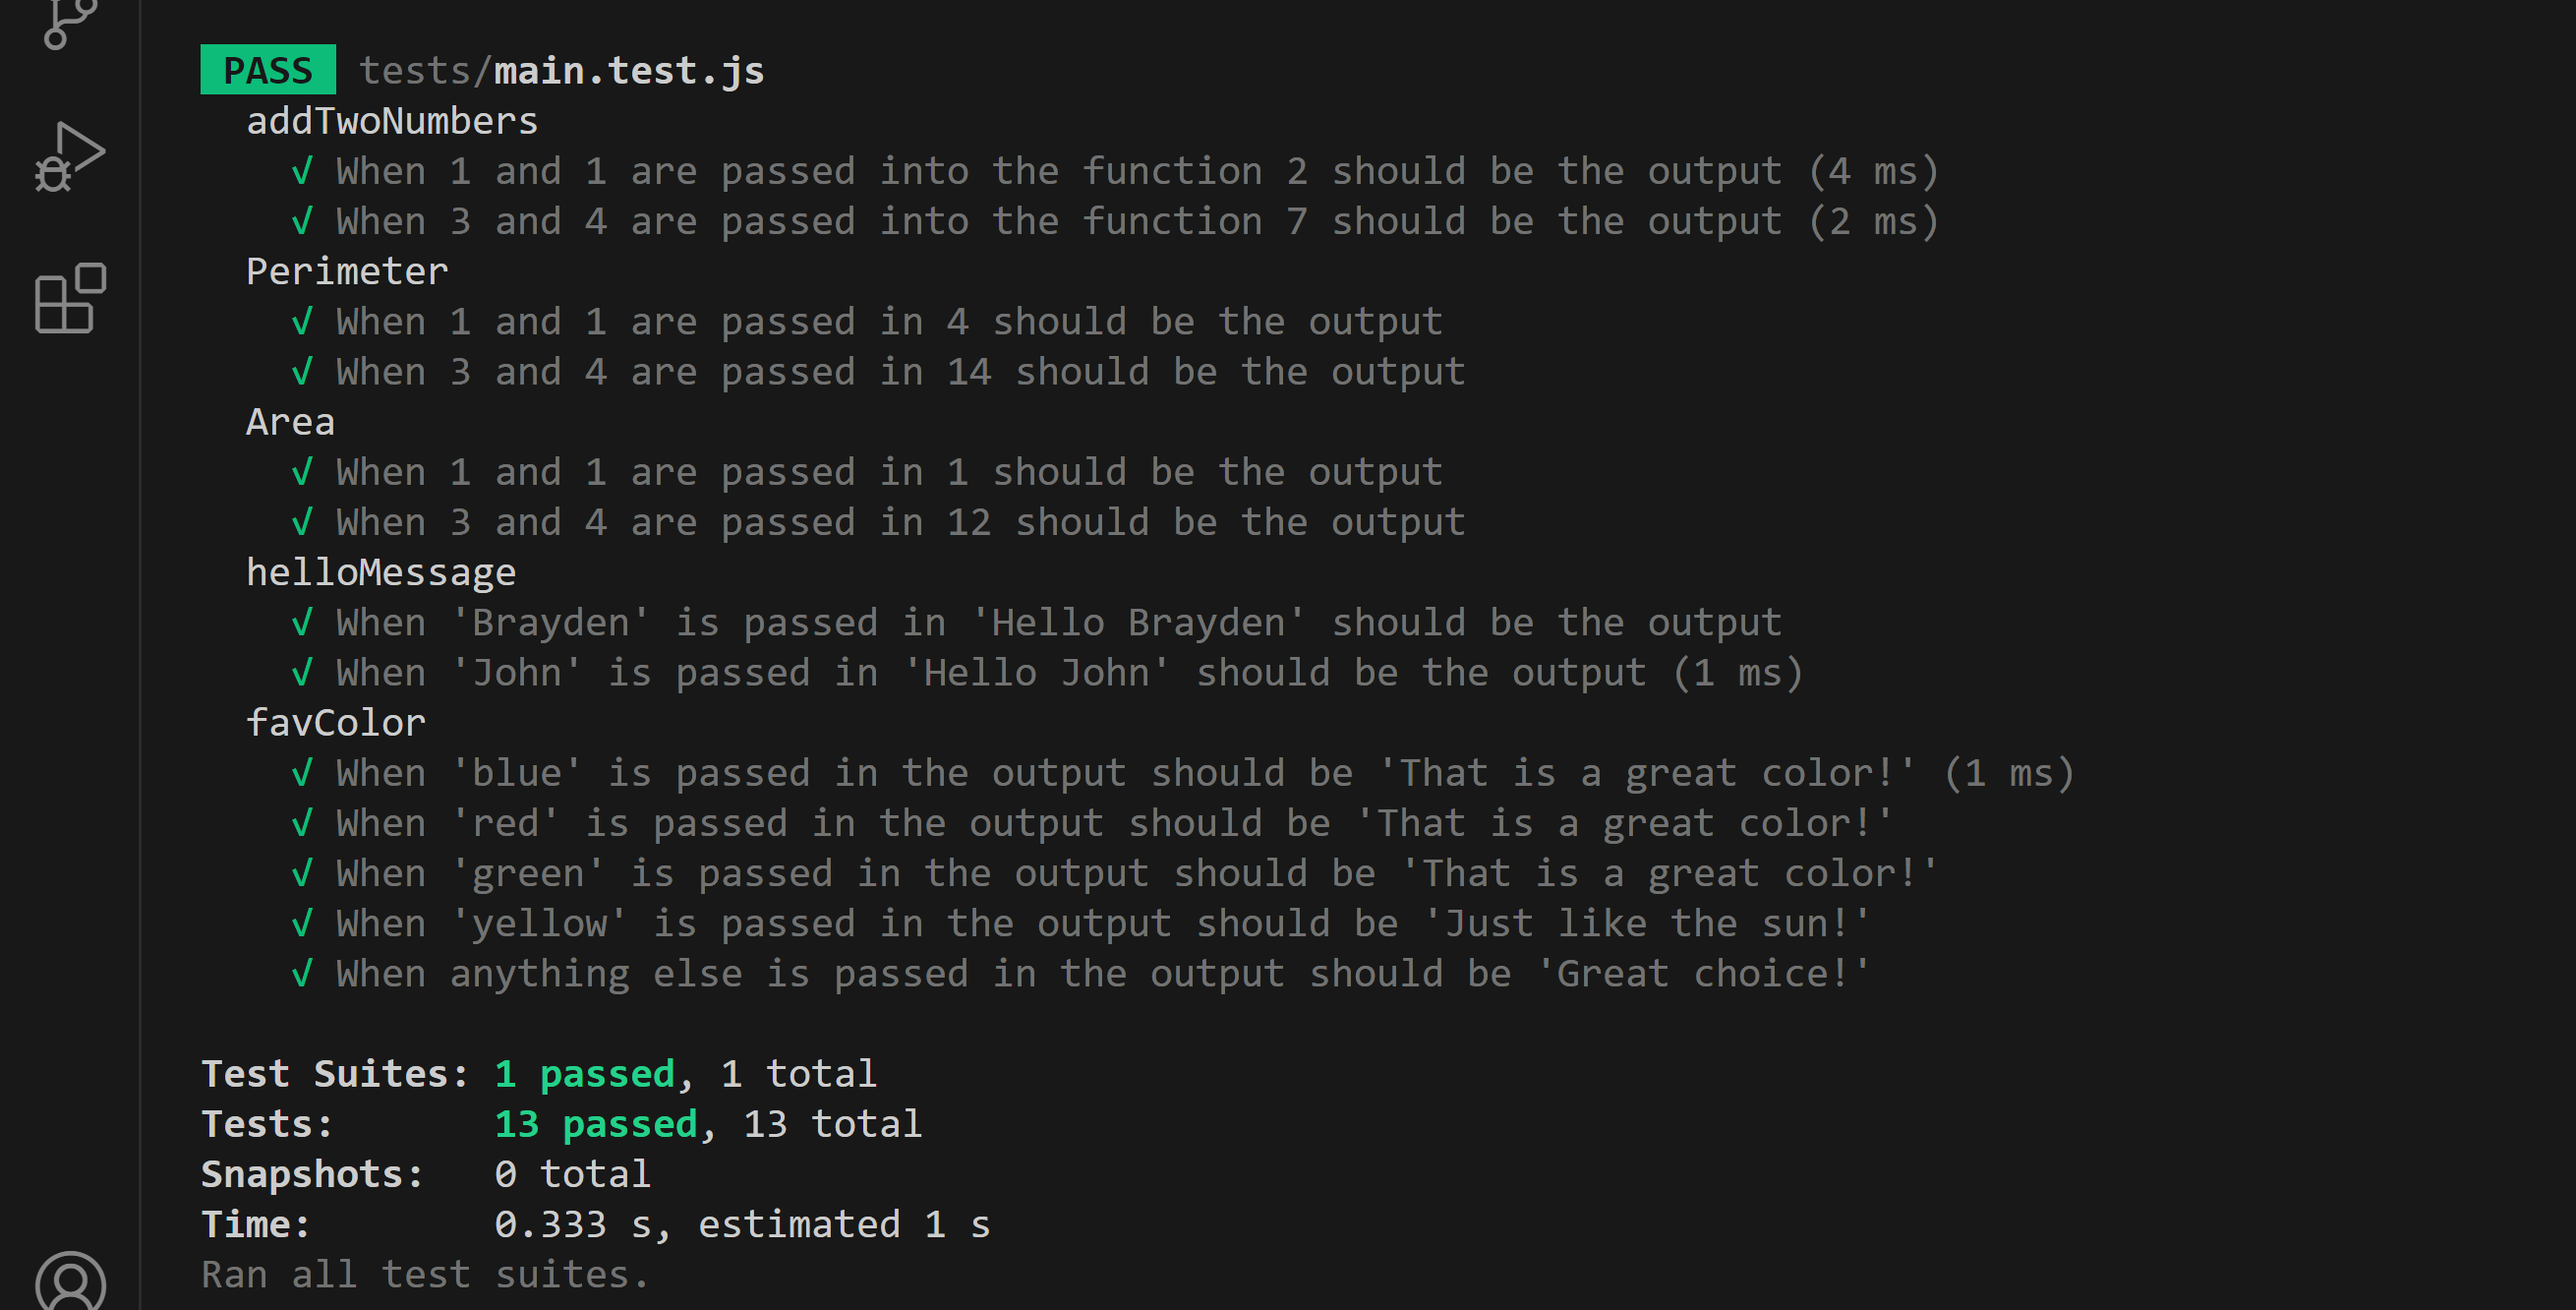 PASS tests/main.test.js
addTwoNumbers
√ When 1 and 1 are passed into the function 2 should be the output (4 ms)
√ When 3 and 4 are passed into the function 7 should be the output (2 ms)
Perimeter
√ When 1 and 1 are passed in 4 should be the output
√ When 3 and 4 are passed in 14 should be the output
Area
√ When 1 and 1 are passed in 1 should be the output
√ When 3 and 4 are passed in 12 should be the output
helloMessage
√ When 'Brayden' is passed in 'Hello Brayden' should be the output
√ When 'John' is passed in 'Hello John' should be the output (1 ms)
favColor
√ When 'blue' is passed in the output should be 'That is a great color!' (1 ms)
√ When 'red' is passed in the output should be 'That is a great color!'
√ When 'green' is passed in the output should be 'That is a great color!'
√ When 'yellow' is passed in the output should be 'Just like the sun!'
√ When anything else is passed in the output should be 'Great choice!'
Test Suites: 1 passed, 1 total
Tests: 13 passed, 13 total
Snapshots: 0 total
Time: 0.333 s, estimated 1 s
Ran all test suites.